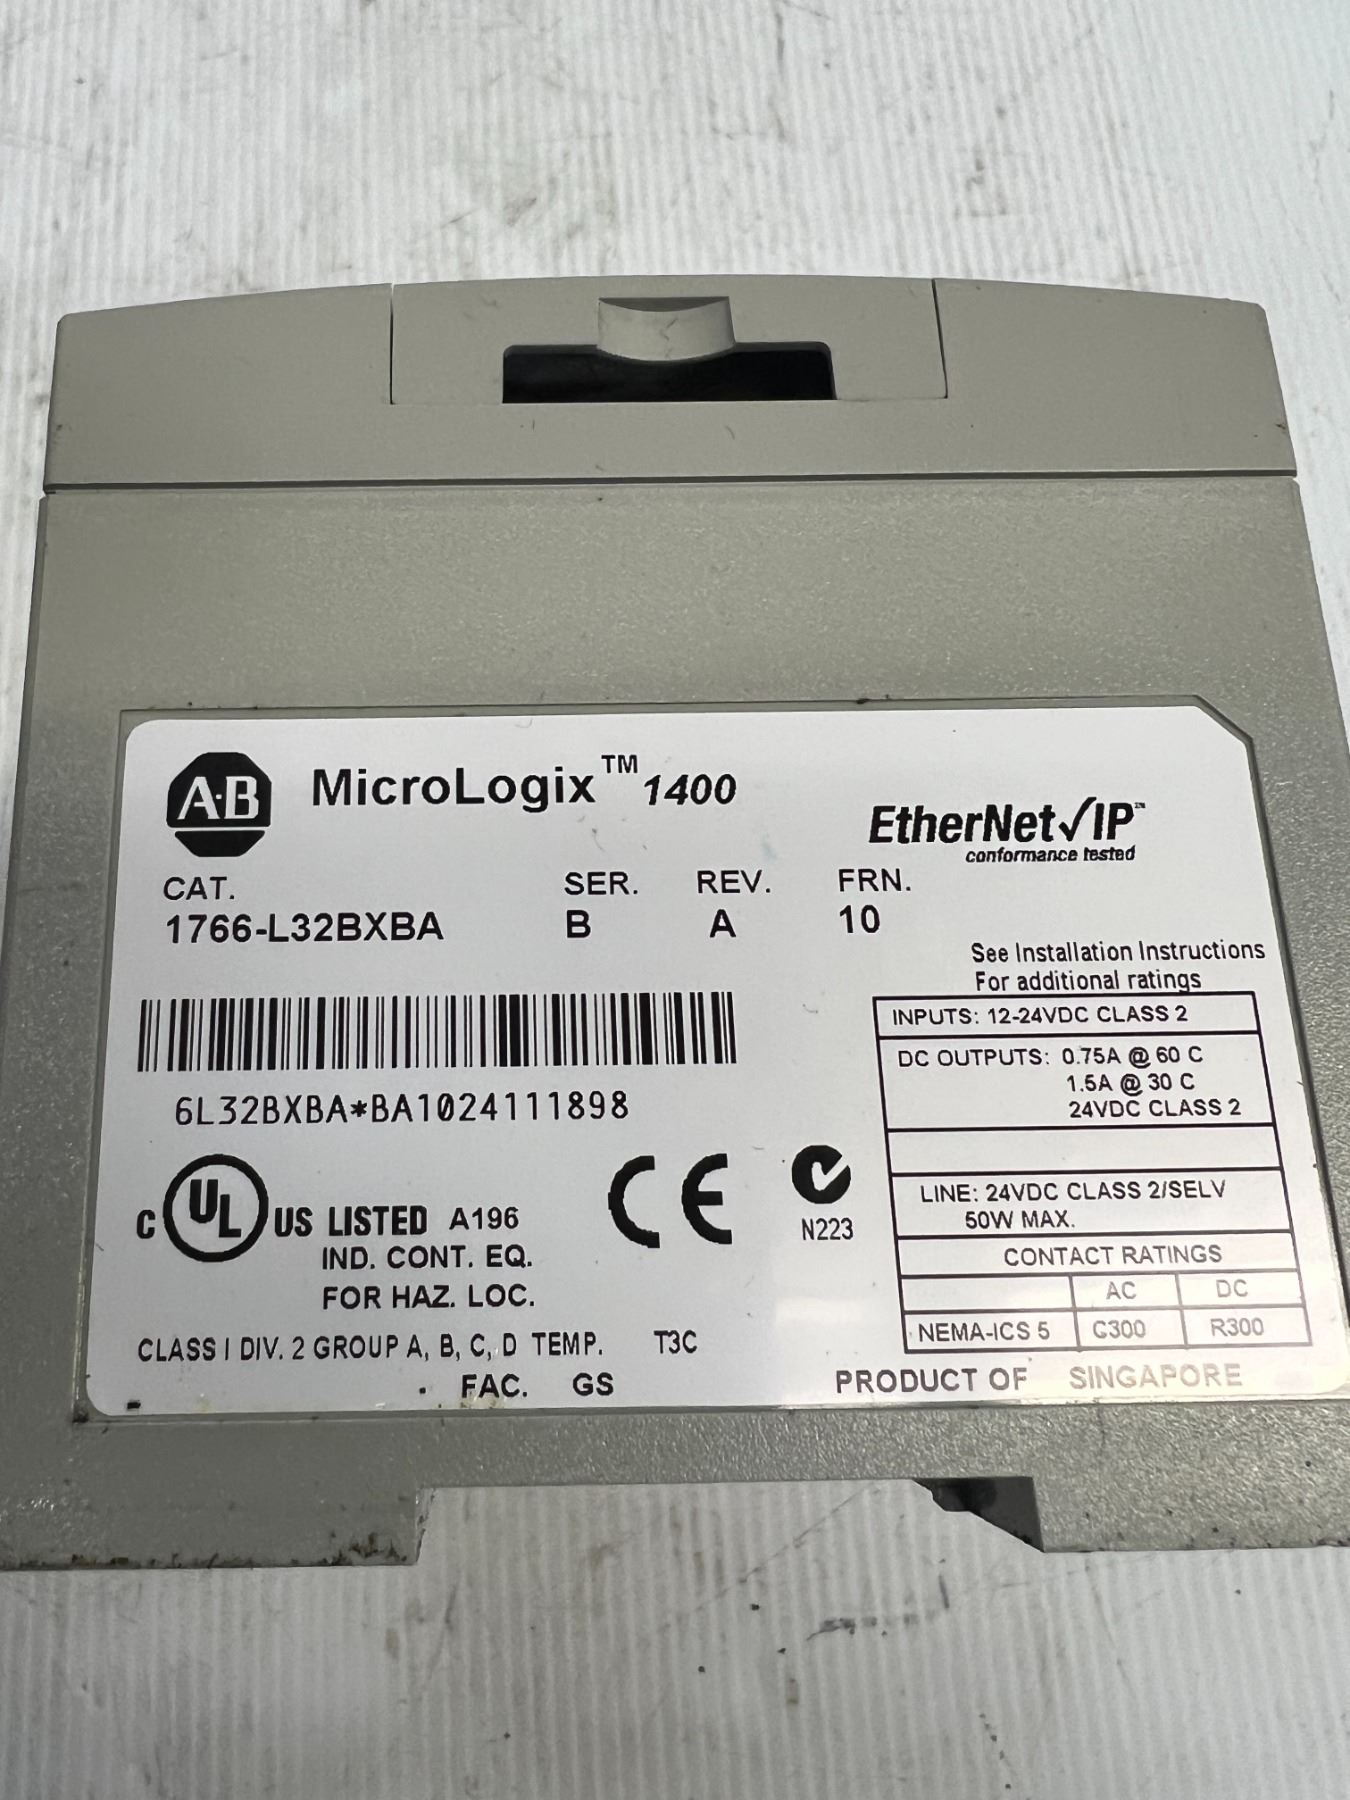 A·B MicroLogix™ 1400
EtherNet/IP™
conformance tested
CAT. SER. REV. FRN.
1766-L32BXBA B A 10
See Installation Instructions
For additional ratings
INPUTS: 12-24VDC CLASS 2
DC OUTPUTS: 0.75A @ 60 C
1.5A @ 30 C
24VDC CLASS 2
LINE: 24VDC CLASS 2/SELV
50W MAX.
CONTACT RATINGS
AC DC
NEMA-ICS 5 C300 R300
PRODUCT OF SINGAPORE
6L32BXBA*BA1024111898
C UL US LISTED A196
IND. CONT. EQ.
FOR HAZ. LOC.
CE
N223
CLASS I DIV. 2 GROUP A, B, C, D TEMP. T3C
FAC. GS